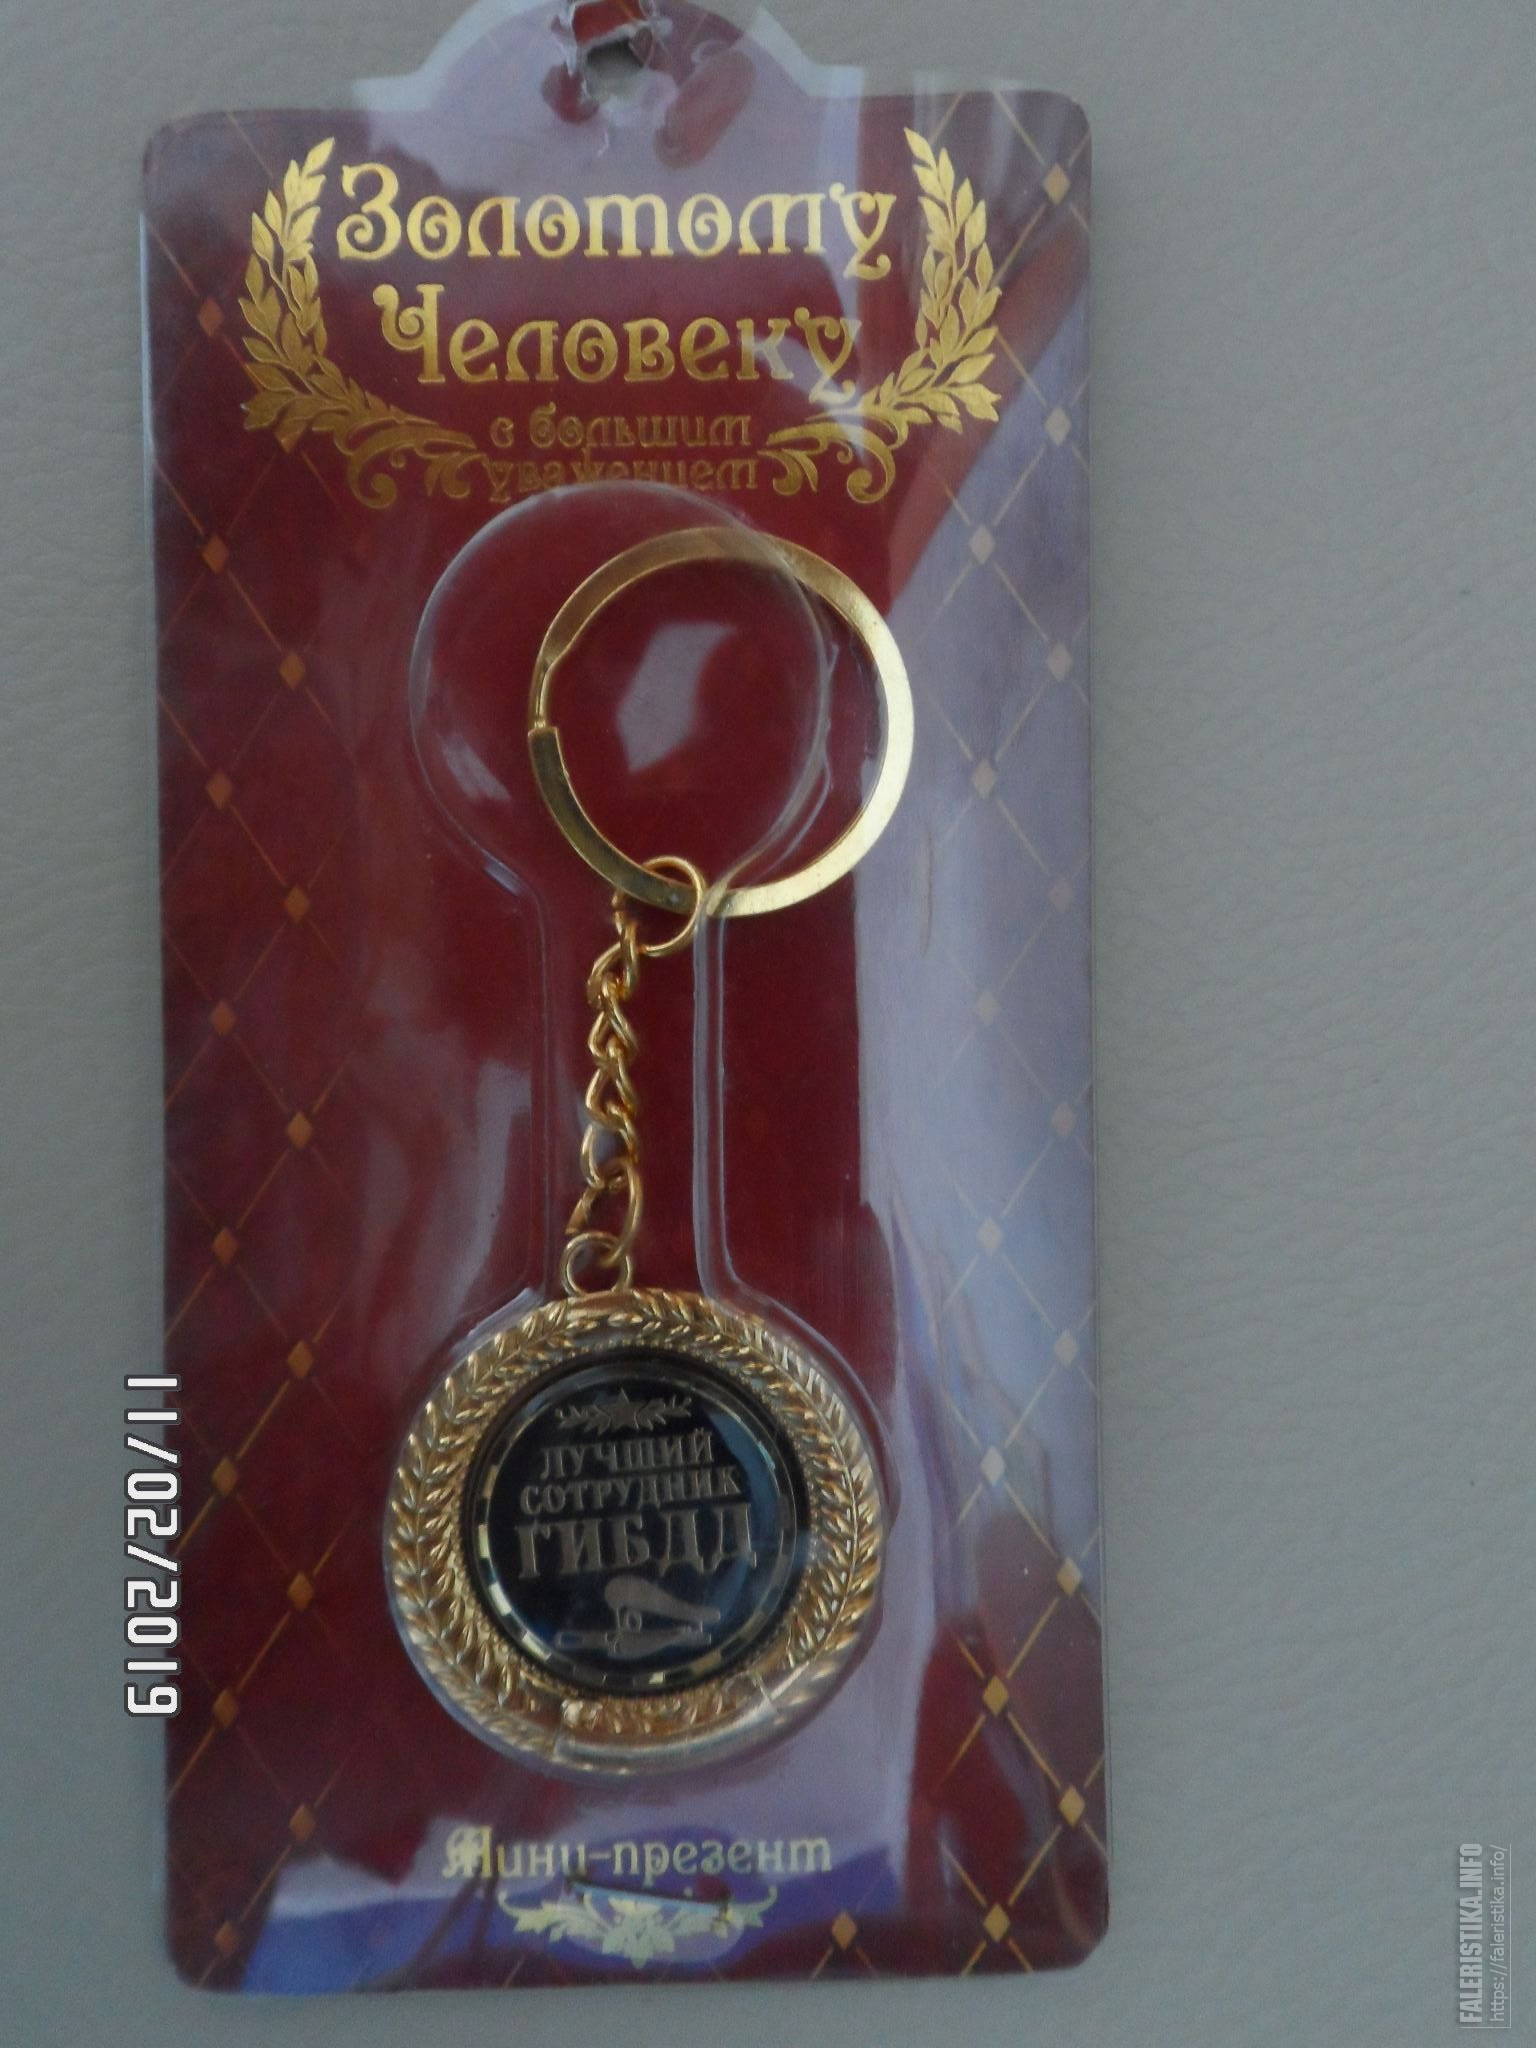 Золотому
Человеку
с большим
уважением
ЛУЧШИЙ
СОТРУДНИК
ГИБДД
Мини-презент
11/02/2019
FALERISTIKA.INFO
https://faleristika.info/